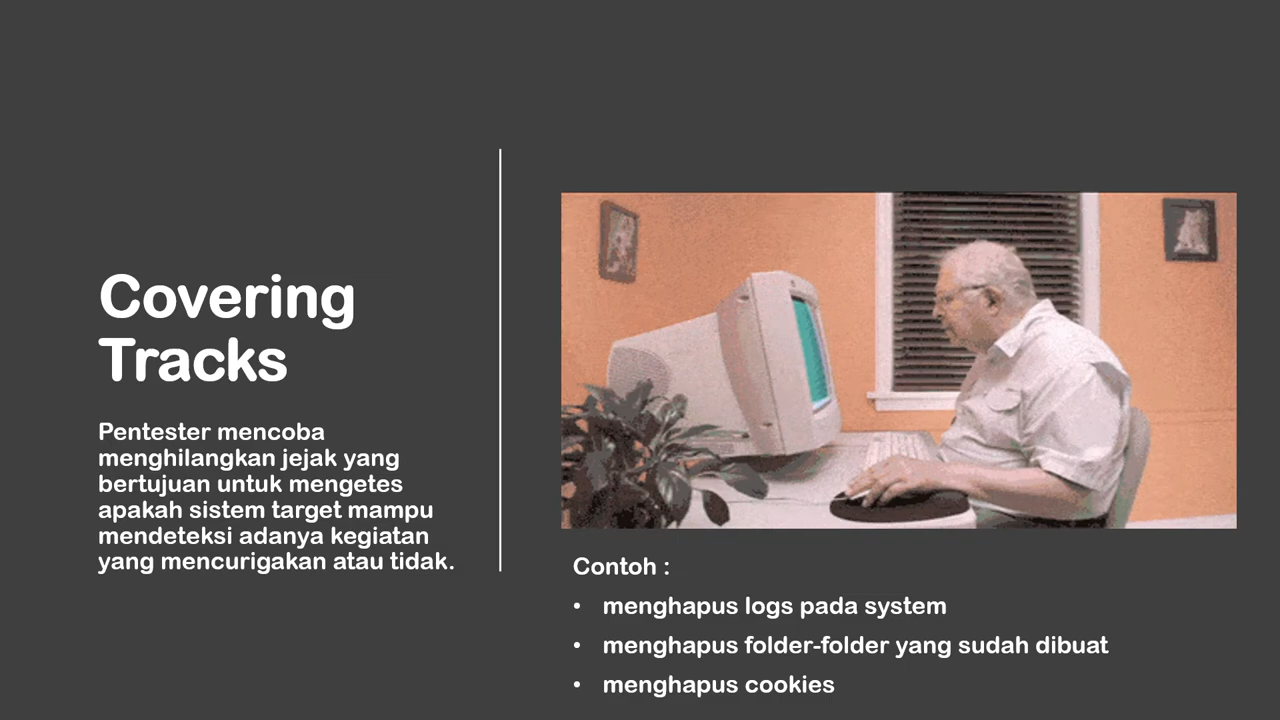 Covering
Tracks
Pentester mencoba
menghilangkan jejak yang
bertujuan untuk mengetes
apakah sistem target mampu
mendeteksi adanya kegiatan
yang mencurigakan atau tidak.
Contoh :
• menghapus logs pada system
• menghapus folder-folder yang sudah dibuat
• menghapus cookies